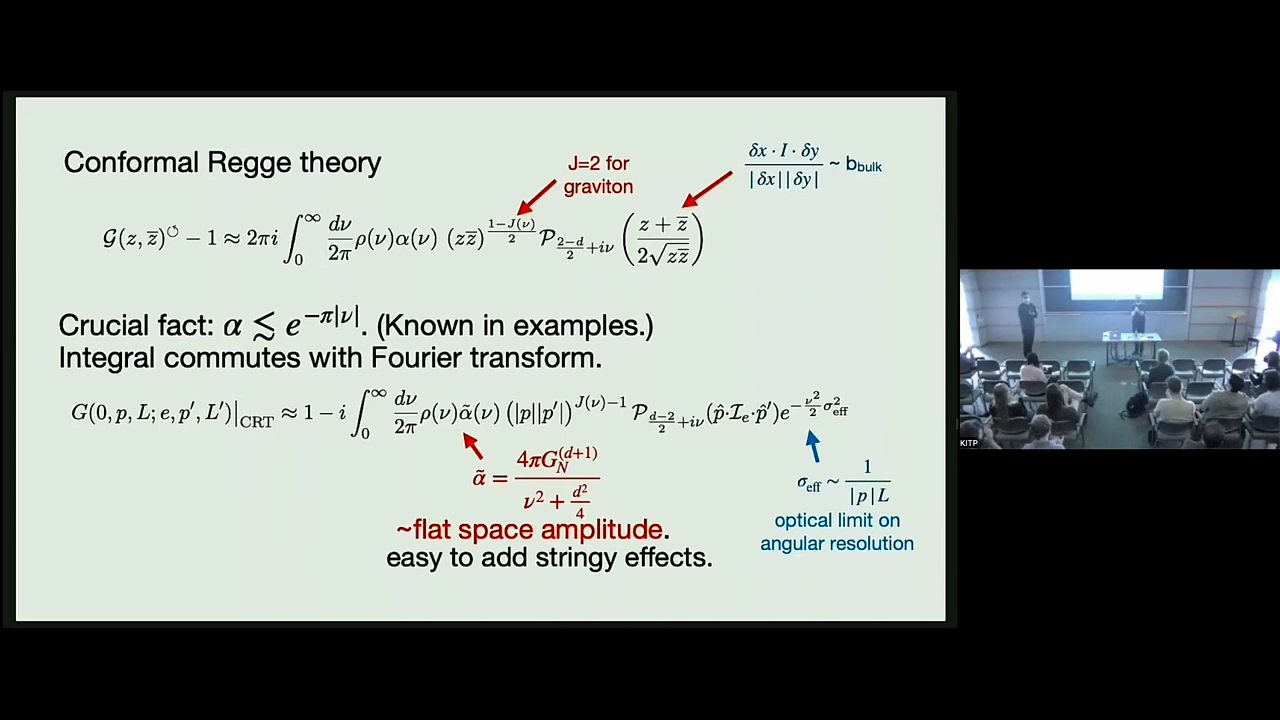 Conformal Regge theory
J=2 for
graviton
δx · I · δy / |δx||δy| ~ b_bulk
𝒢(z, z̅)^↺ − 1 ≈ 2πi ∫_0^∞ dν/2π ρ(ν)α(ν) (zz̅)^{(1−J(ν))/2} 𝒫_{(2−d)/2+iν} ( (z + z̅) / 2√(zz̅) )
Crucial fact: α ≲ e^{−π|ν|}. (Known in examples.)
Integral commutes with Fourier transform.
G(0, p, L; e, p′, L′)|_CRT ≈ 1 − i ∫_0^∞ dν/2π ρ(ν)α̃(ν) (|p||p′|)^{J(ν)−1} 𝒫_{(d−2)/2+iν}(p̂·ℐ_e·p̂′)e^{−(ν²/2)σ²_eff}
α̃ = 4πG_N^{(d+1)} / (ν² + d²/4)
~flat space amplitude.
easy to add stringy effects.
σ_eff ~ 1 / |p|L
optical limit on
angular resolution
KITP